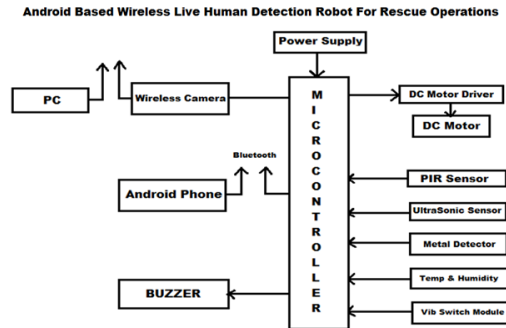 Android Based Wireless Live Human Detection Robot For Rescue Operations
Power Supply
PC
Wireless Camera
MICROCONTROLLER
DC Motor Driver
DC Motor
Bluetooth
Android Phone
PIR Sensor
UltraSonic Sensor
Metal Detector
Temp & Humidity
BUZZER
Vib Switch Module